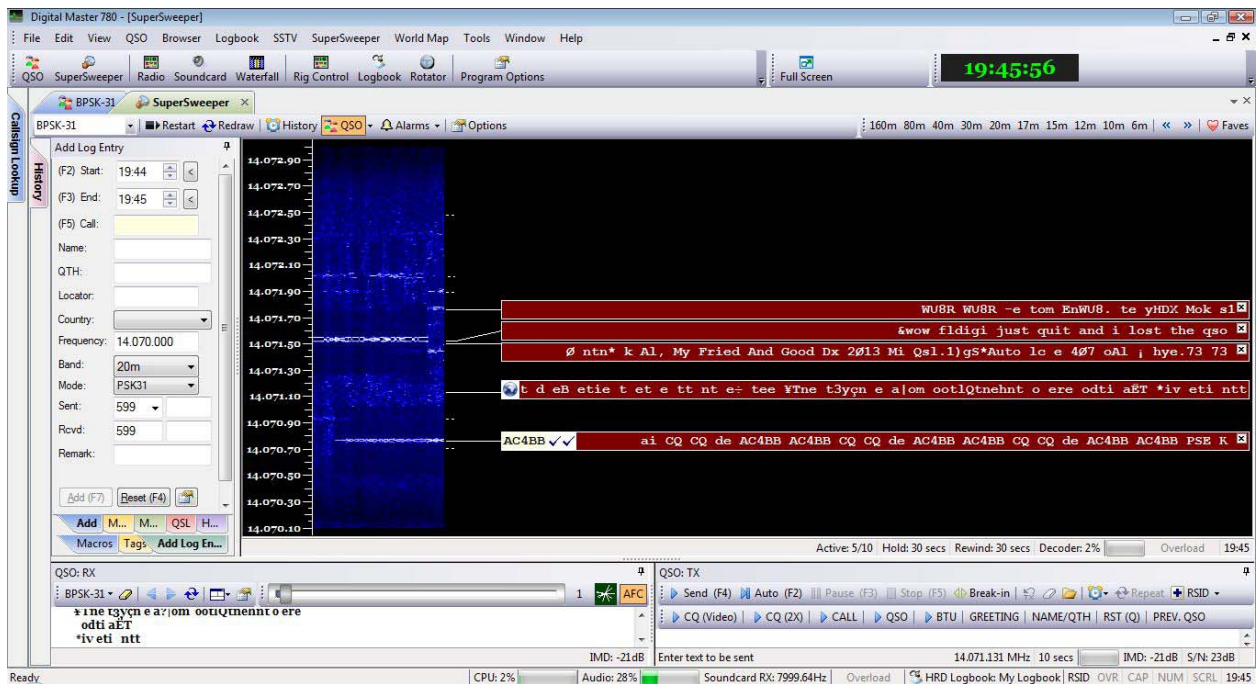 Digital Master 780 - [SuperSweeper]
File Edit View QSO Browser Logbook SSTV SuperSweeper World Map Tools Window Help
QSO SuperSweeper Radio Soundcard Waterfall Rig Control Logbook Rotator Program Options Full Screen 19:45:56
BPSK-31 SuperSweeper
BPSK-31 Restart Redraw History QSO Alarms Options 160m 80m 40m 30m 20m 17m 15m 12m 10m 6m « » Faves
Callsign Lookup
History
Add Log Entry
(F2) Start: 19:44 <
(F3) End: 19:45 <
(F5) Call:
Name:
QTH:
Locator:
Country:
Frequency: 14.070.000
Band: 20m
Mode: PSK31
Sent: 599
Rcvd: 599
Remark:
Add (F7) Reset (F4)
Add M... M... QSL H...
Macros Tags Add Log En...
14.072.90
14.072.70
14.072.50
14.072.30
14.072.10
14.071.90
14.071.70
14.071.50
14.071.30
14.071.10
14.070.90
14.070.70
14.070.50
14.070.30
14.070.10
WU8R WU8R -e tom EnWU8. te yHDX Mok s1
&wow fldigi just quit and i lost the qso
Ø ntn* k Al, My Fried And Good Dx 2Ø13 Mi Qsl.1)gS*Auto lc e 4Ø7 oAl ¡ hye.73 73
t d eB etie t et e tt nt e÷ tee ¥Tne t3yçn e a|om ootlQtnehnt o ere odti aËT *iv eti ntt
AC4BB ai CQ CQ de AC4BB AC4BB CQ CQ de AC4BB AC4BB CQ CQ de AC4BB AC4BB PSE K
Active: 5/10 Hold: 30 secs Rewind: 30 secs Decoder: 2% Overload 19:45
QSO: RX
BPSK-31 1 AFC
¥Tne t3yçn e a?|om ootlQtnehnt o ere
odti aËT
*iv eti ntt
IMD: -21dB
QSO: TX
Send (F4) Auto (F2) Pause (F3) Stop (F5) Break-in Repeat RSID
CQ (Video) CQ (2X) CALL QSO BTU GREETING NAME/QTH RST (Q) PREV. QSO
Enter text to be sent 14.071.131 MHz 10 secs IMD: -21dB S/N: 23dB
Ready CPU: 2% Audio: 28% Soundcard RX: 7999.64Hz Overload HRD Logbook: My Logbook RSID OVR CAP NUM SCRL 19:45